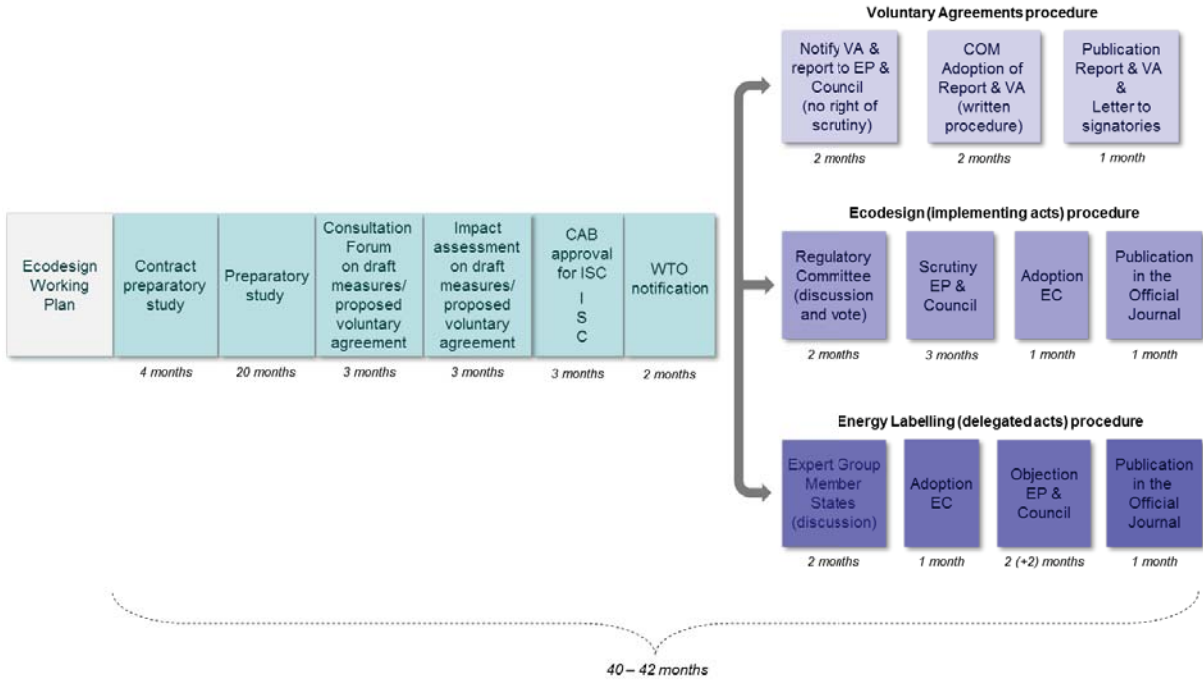 Ecodesign
Working
Plan
Contract
preparatory
study
4 months
Preparatory
study
20 months
Consultation
Forum
on draft
measures/
proposed
voluntary
agreement
3 months
Impact
assessment
on draft
measures/
proposed
voluntary
agreement
3 months
CAB
approval
for ISC
I
S
C
3 months
WTO
notification
2 months
Voluntary Agreements procedure
Notify VA &
report to EP &
Council
(no right of
scrutiny)
2 months
COM
Adoption of
Report & VA
(written
procedure)
2 months
Publication
Report & VA
&
Letter to
signatories
1 month
Ecodesign (implementing acts) procedure
Regulatory
Committee
(discussion
and vote)
2 months
Scrutiny
EP &
Council
3 months
Adoption
EC
1 month
Publication
in the
Official
Journal
1 month
Energy Labelling (delegated acts) procedure
Expert Group
Member
States
(discussion)
2 months
Adoption
EC
1 month
Objection
EP &
Council
2 (+2) months
Publication
in the
Official
Journal
1 month
40 – 42 months